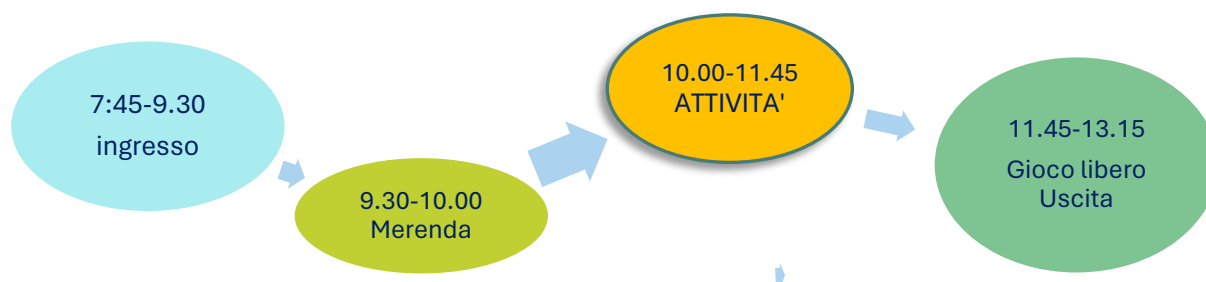 7:45-9.30
ingresso
9.30-10.00
Merenda
10.00-11.45
ATTIVITA'
11.45-13.15
Gioco libero
Uscita